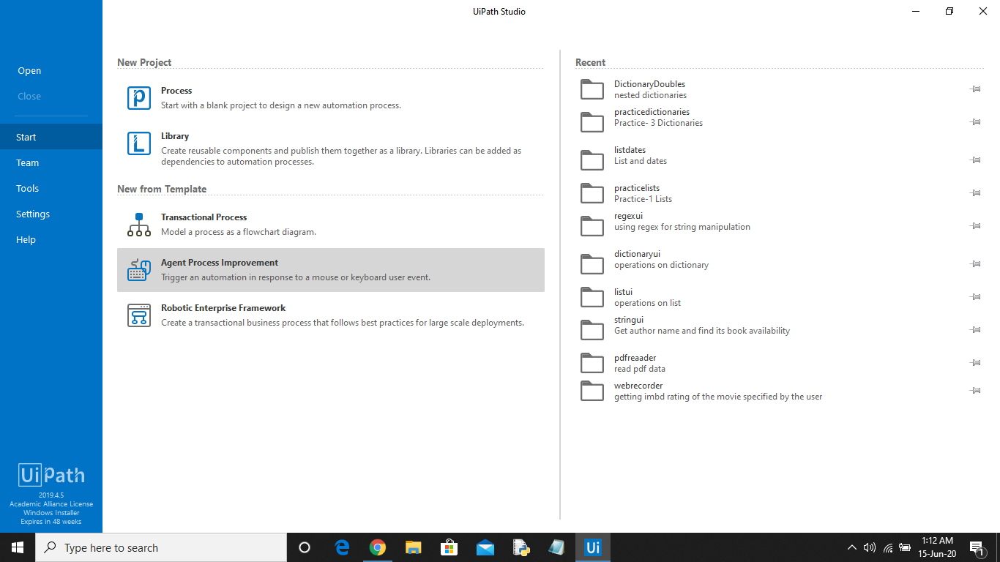 UiPath Studio
Open
Close
Start
Team
Tools
Settings
Help
UiPath
2019.4.5
Academic Alliance License
Windows Installer
Expires in 48 weeks
New Project
Process
Start with a blank project to design a new automation process.
Library
Create reusable components and publish them together as a library. Libraries can be added as
dependencies to automation processes.
New from Template
Transactional Process
Model a process as a flowchart diagram.
Agent Process Improvement
Trigger an automation in response to a mouse or keyboard user event.
Robotic Enterprise Framework
Create a transactional business process that follows best practices for large scale deployments.
Recent
DictionaryDoubles
nested dictionaries
practicedictionaries
Practice- 3 Dictionaries
listdates
List and dates
practicelists
Practice-1 Lists
regexui
using regex for string manipulation
dictionaryui
operations on dictionary
listui
operations on list
stringui
Get author name and find its book availability
pdfreaader
read pdf data
webrecorder
getting imbd rating of the movie specified by the user
Type here to search
Ui
1:12 AM
15-Jun-20
1